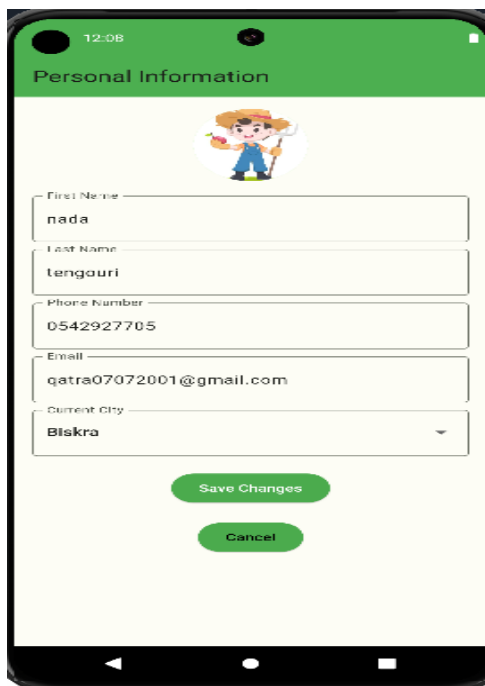 12:08
Personal Information
First Name
nada
Last Name
lengouri
Phone Number
0542927705
Email
qatra07072001@gmail.com
Current City
Biskra
Save Changes
Cancel